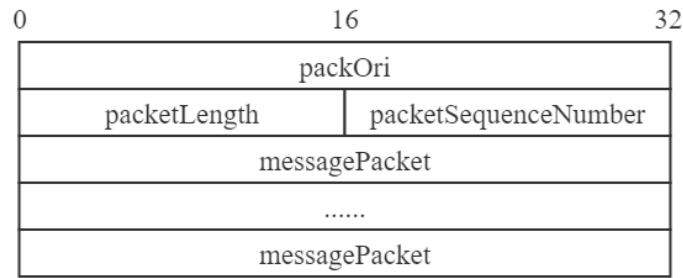 0 16 32
packOri
packetLength packetSequenceNumber
messagePacket
......
messagePacket